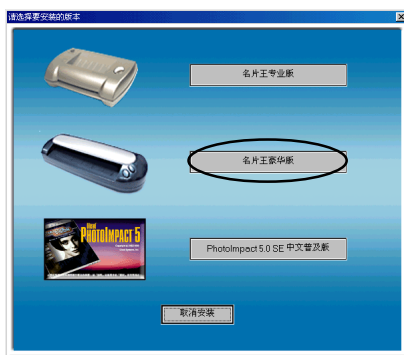 请选择要安装的版本
名片王专业版
名片王豪华版
Ulead
PHOTOIMPACT 5
PhotoImpact 5.0 SE 中文普及版
取消安装